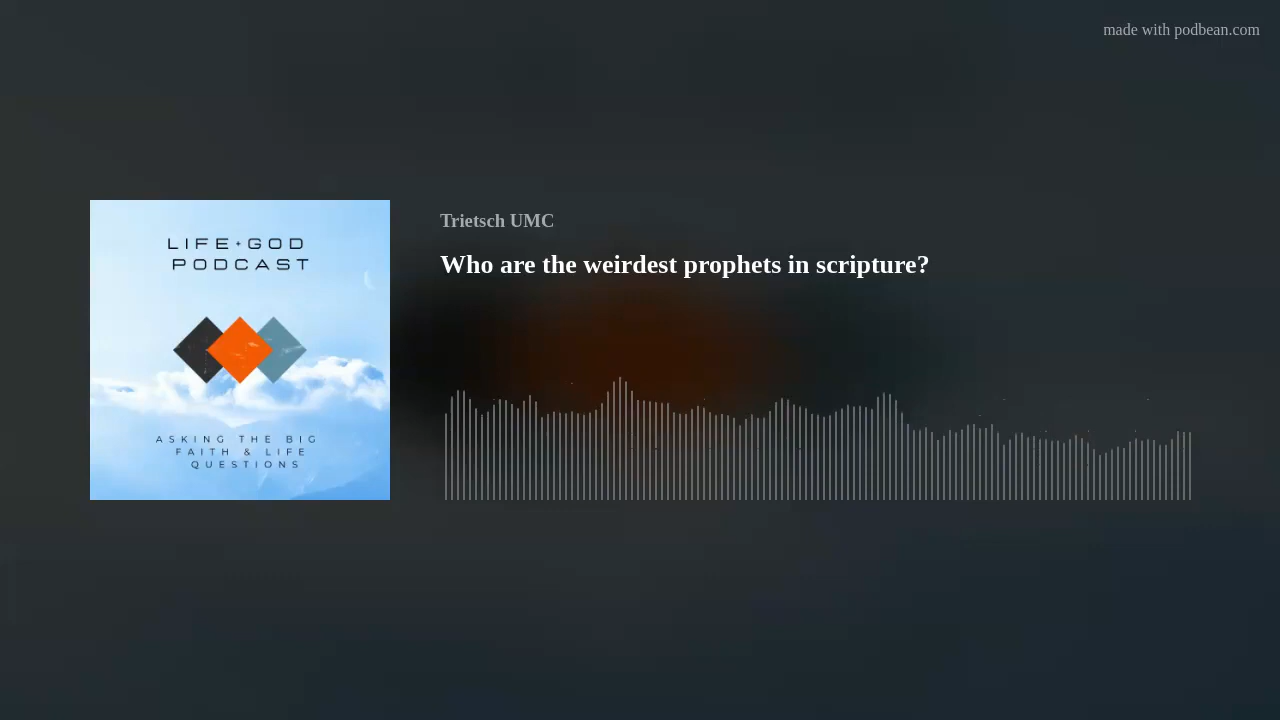 made with podbean.com
LIFE+GOD
PODCAST
ASKING THE BIG
FAITH & LIFE
QUESTIONS
Trietsch UMC
Who are the weirdest prophets in scripture?